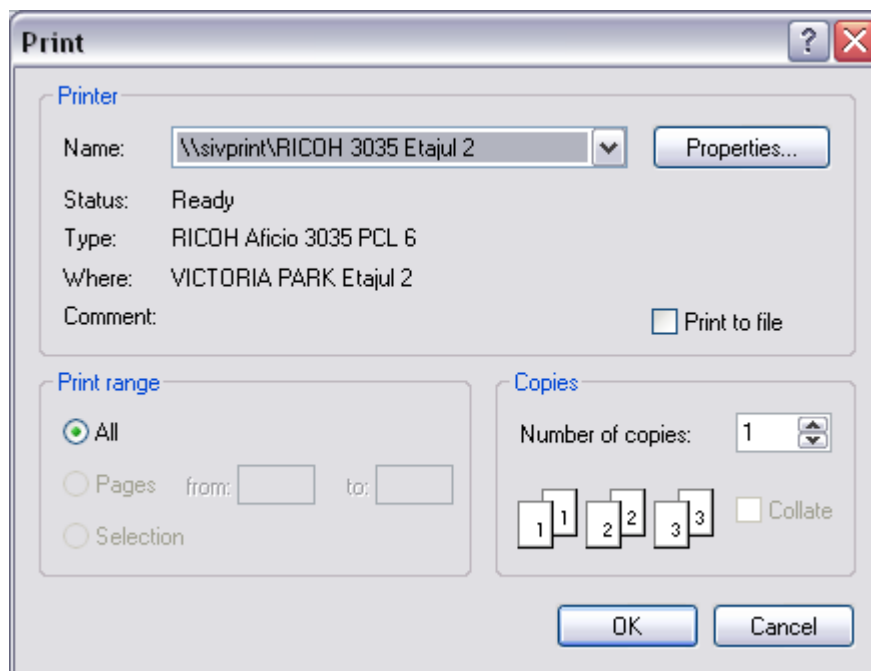 Print
Printer
Name: \\sivprint\RICOH 3035 Etajul 2 Properties...
Status: Ready
Type: RICOH Aficio 3035 PCL 6
Where: VICTORIA PARK Etajul 2
Comment: Print to file
Print range
All
Pages from: to:
Selection
Copies
Number of copies: 1
1 1 2 2 3 3 Collate
OK Cancel